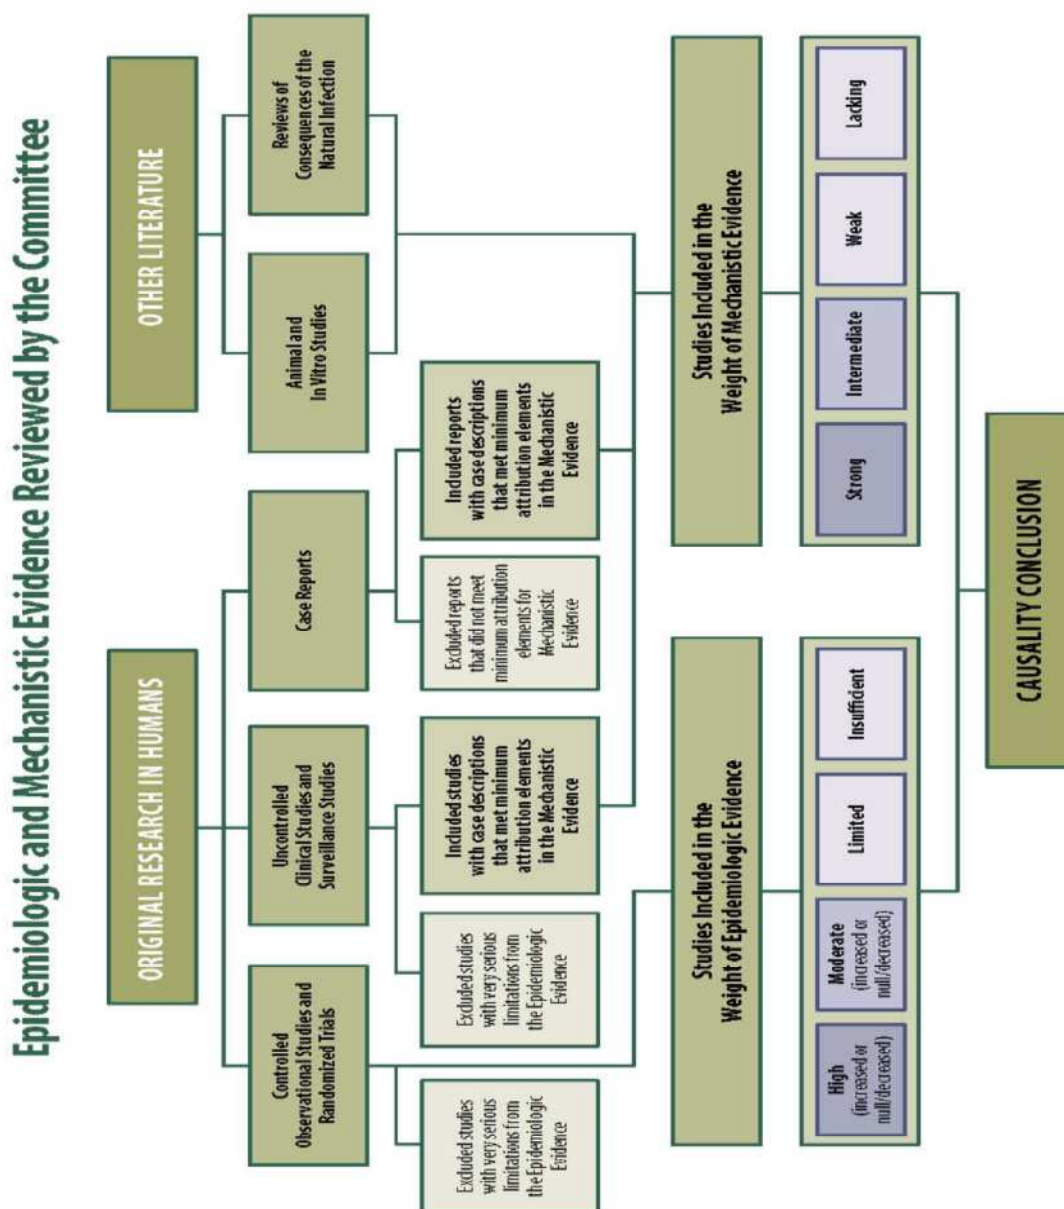 Epidemiologic and Mechanistic Evidence Reviewed by the Committee
ORIGINAL RESEARCH IN HUMANS
OTHER LITERATURE
Controlled
Observational Studies and
Randomized Trials
Uncontrolled
Clinical Studies and
Surveillance Studies
Case Reports
Animal and
In Vitro Studies
Reviews of
Consequences of the
Natural Infection
Excluded studies
with very serious
limitations from
the Epidemiologic
Evidence
Excluded studies
with very serious
limitations from
the Epidemiologic
Evidence
Included studies
with case descriptions
that met minimum
attribution elements
in the Mechanistic
Evidence
Excluded reports
that did not meet
minimum attribution
elements for
Mechanistic
Evidence
Included reports
with case descriptions
that met minimum
attribution elements
in the Mechanistic
Evidence
Studies Included in the
Weight of Epidemiologic Evidence
Studies Included in the
Weight of Mechanistic Evidence
High
(increased or
null/decreased)
Moderate
(increased or
null/decreased)
Limited
Insufficient
Strong
Intermediate
Weak
Lacking
CAUSALITY CONCLUSION